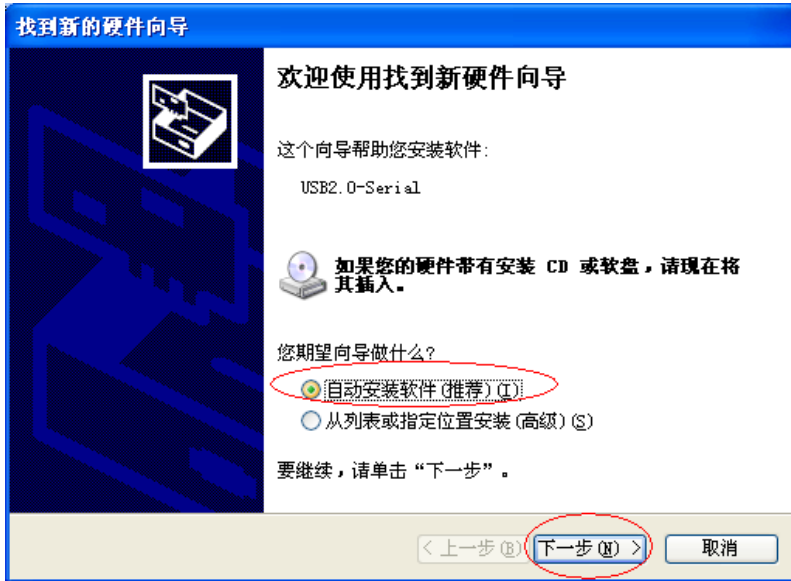 找到新的硬件向导
欢迎使用找到新硬件向导
这个向导帮助您安装软件:
USB2.0-Serial
如果您的硬件带有安装 CD 或软盘，请现在将
其插入。
您期望向导做什么?
自动安装软件(推荐)(I)
从列表或指定位置安装(高级)(S)
要继续，请单击“下一步”。
< 上一步(B)
下一步(N) >
取消